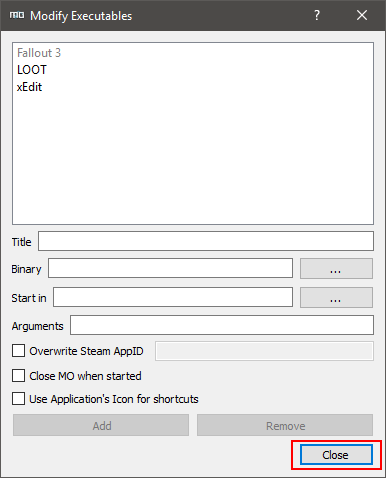 Modify Executables
?
Fallout 3
LOOT
xEdit
Title
Binary
...
Start in
...
Arguments
Overwrite Steam AppID
Close MO when started
Use Application's Icon for shortcuts
Add Remove
Close